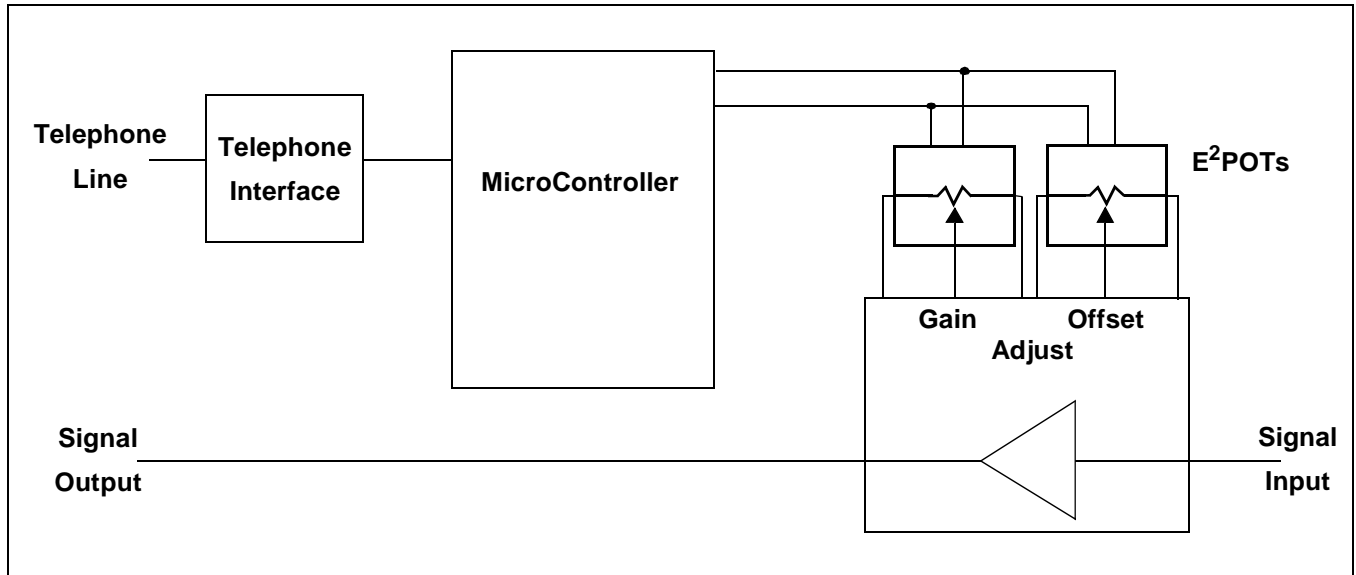 Telephone
Line
Telephone
Interface
MicroController
E²POTs
Gain Offset
Adjust
Signal
Output
Signal
Input